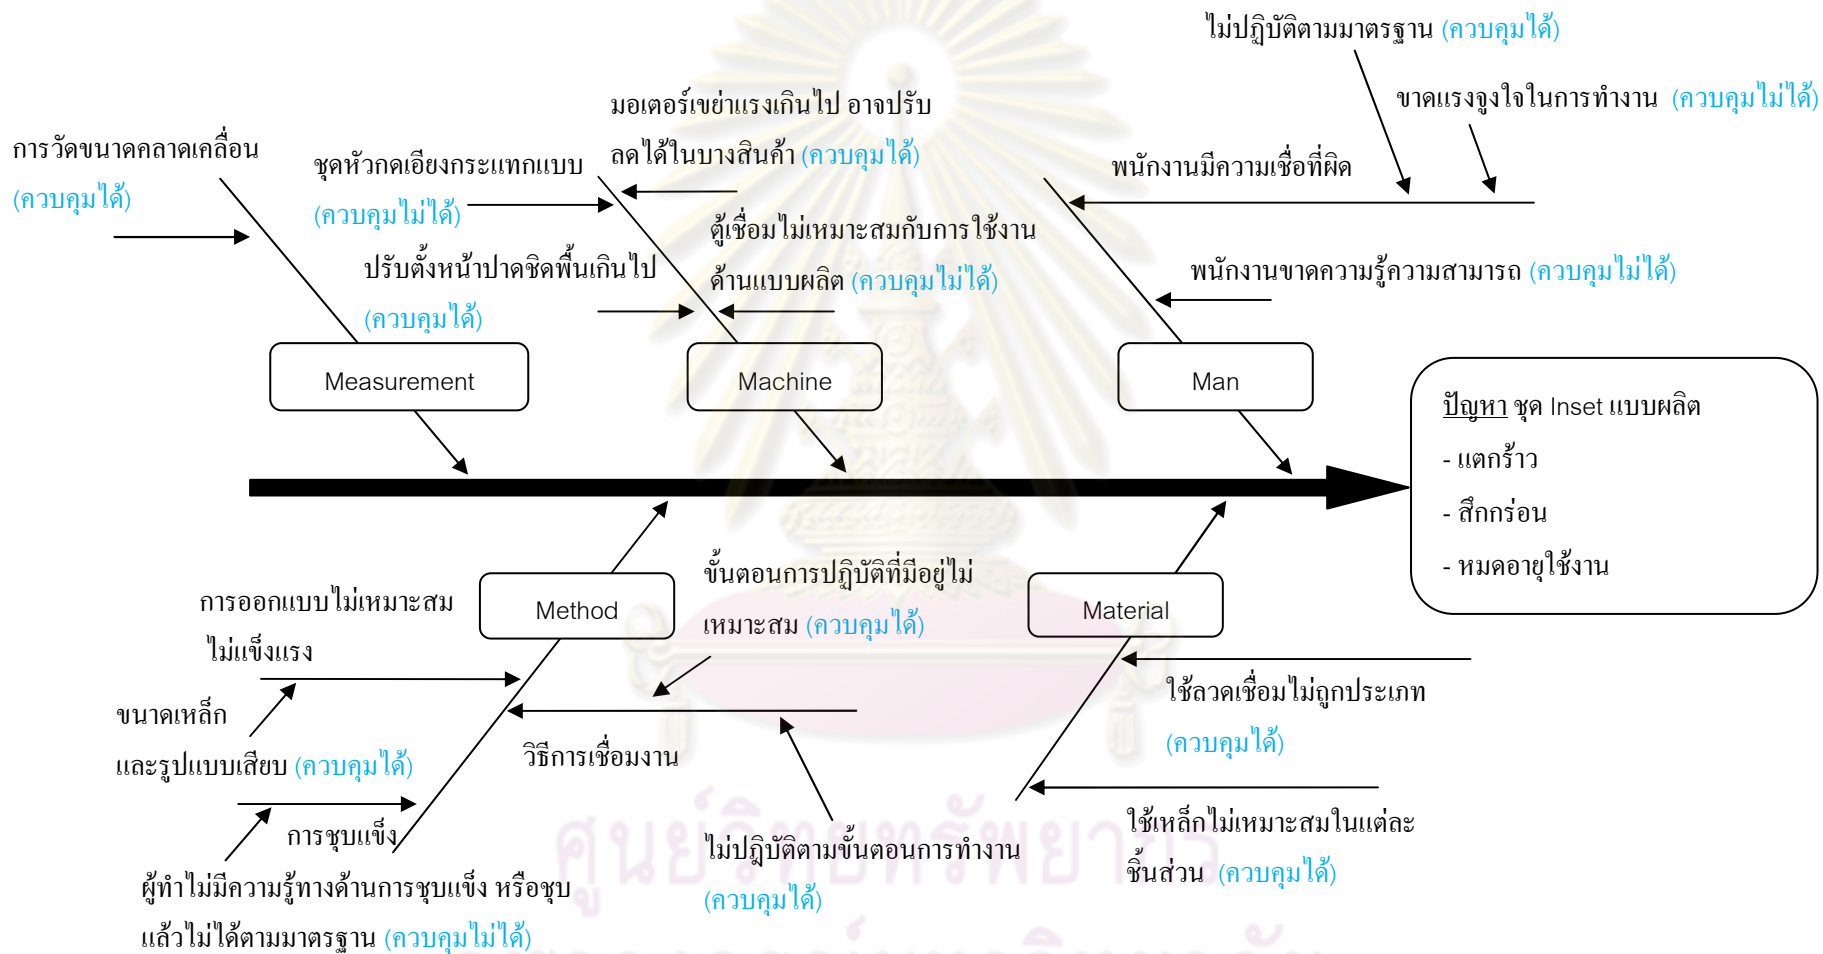 ไม่ปฏิบัติตามมาตรฐาน (ควบคุมได้)
ขาดแรงจูงใจในการทำงาน (ควบคุมไม่ได้)
พนักงานมีความเชื่อที่ผิด
พนักงานขาดความรู้ความสามารถ (ควบคุมไม่ได้)
มอเตอร์เขย่าแรงเกินไป อาจปรับ
ลดได้ในบางสินค้า (ควบคุมได้)
ชุดหัวกดเอียงกระแทกแบบ
(ควบคุมไม่ได้)
ตู้เชื่อมไม่เหมาะสมกับการใช้งาน
ด้านแบบผลิต (ควบคุมไม่ได้)
ปรับตั้งหน้าปาดชิดพื้นเกินไป
(ควบคุมได้)
การวัดขนาดคลาดเคลื่อน
(ควบคุมได้)
Measurement
Machine
Man
ปัญหา ชุด Inset แบบผลิต
- แตกร้าว
- สึกกร่อน
- หมดอายุใช้งาน
Method
Material
การออกแบบไม่เหมาะสม
ไม่แข็งแรง
ขนาดเหล็ก
และรูปแบบเสียบ (ควบคุมได้)
การชุบแข็ง
ผู้ทำไม่มีความรู้ทางด้านการชุบแข็ง หรือชุบ
แล้วไม่ได้ตามมาตรฐาน (ควบคุมไม่ได้)
ขั้นตอนการปฏิบัติที่มีอยู่ไม่
เหมาะสม (ควบคุมได้)
วิธีการเชื่อมงาน
ไม่ปฎิบัติตามขั้นตอนการทำงาน
(ควบคุมได้)
ใช้ลวดเชื่อมไม่ถูกประเภท
(ควบคุมได้)
ใช้เหล็กไม่เหมาะสมในแต่ละ
ชิ้นส่วน (ควบคุมได้)
ศูนย์วิทยทรัพยากร